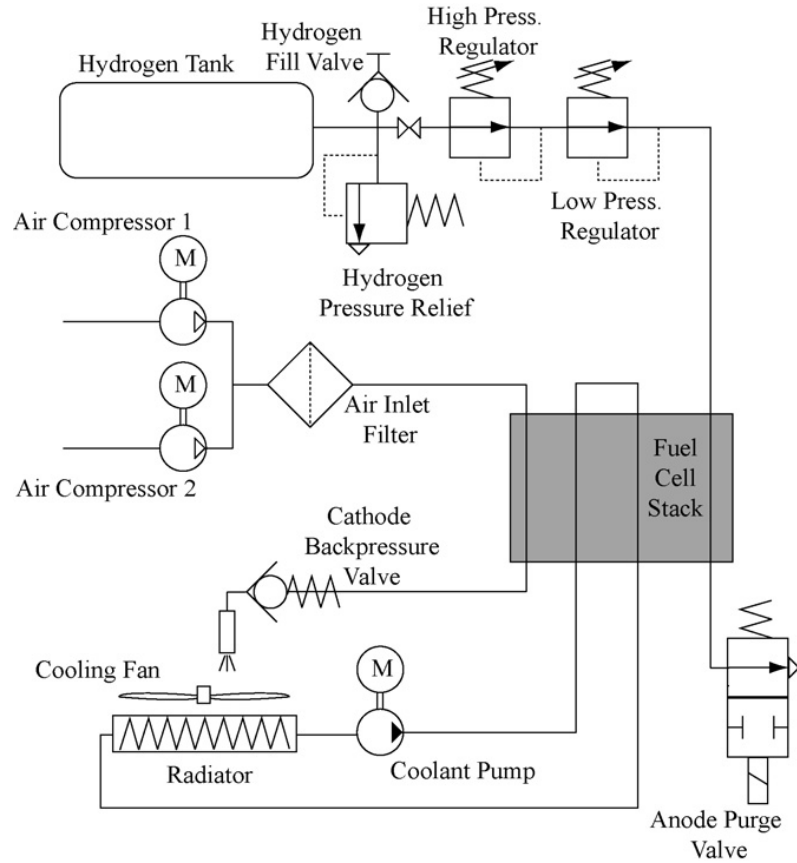 Hydrogen Tank
Hydrogen
Fill Valve
High Press.
Regulator
Low Press.
Regulator
Hydrogen
Pressure Relief
Air Compressor 1
M
M
Air Compressor 2
Air Inlet
Filter
Fuel
Cell
Stack
Cathode
Backpressure
Valve
Cooling Fan
M
Radiator
Coolant Pump
Anode Purge
Valve